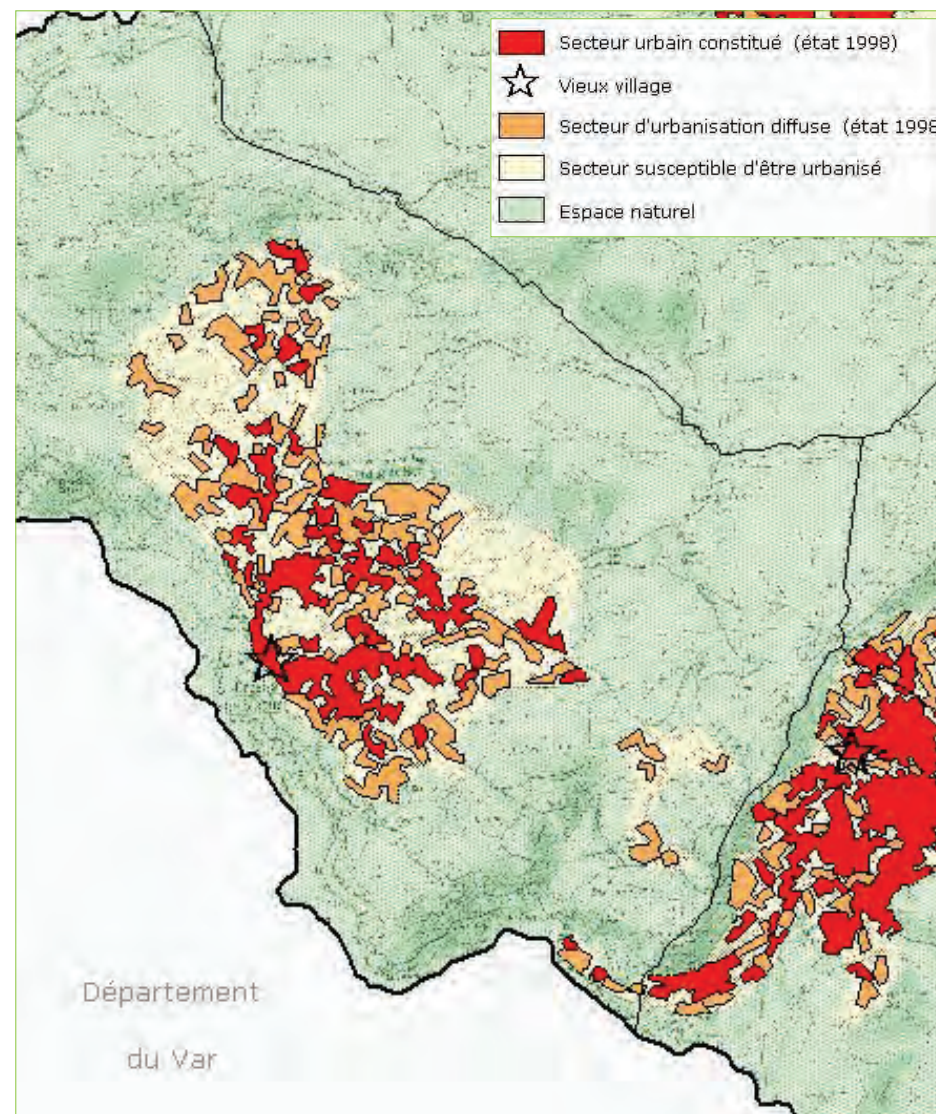 Secteur urbain constitué (état 1998)
Vieux village
Secteur d'urbanisation diffuse (état 1998
Secteur susceptible d'être urbanisé
Espace naturel
Département
du Var